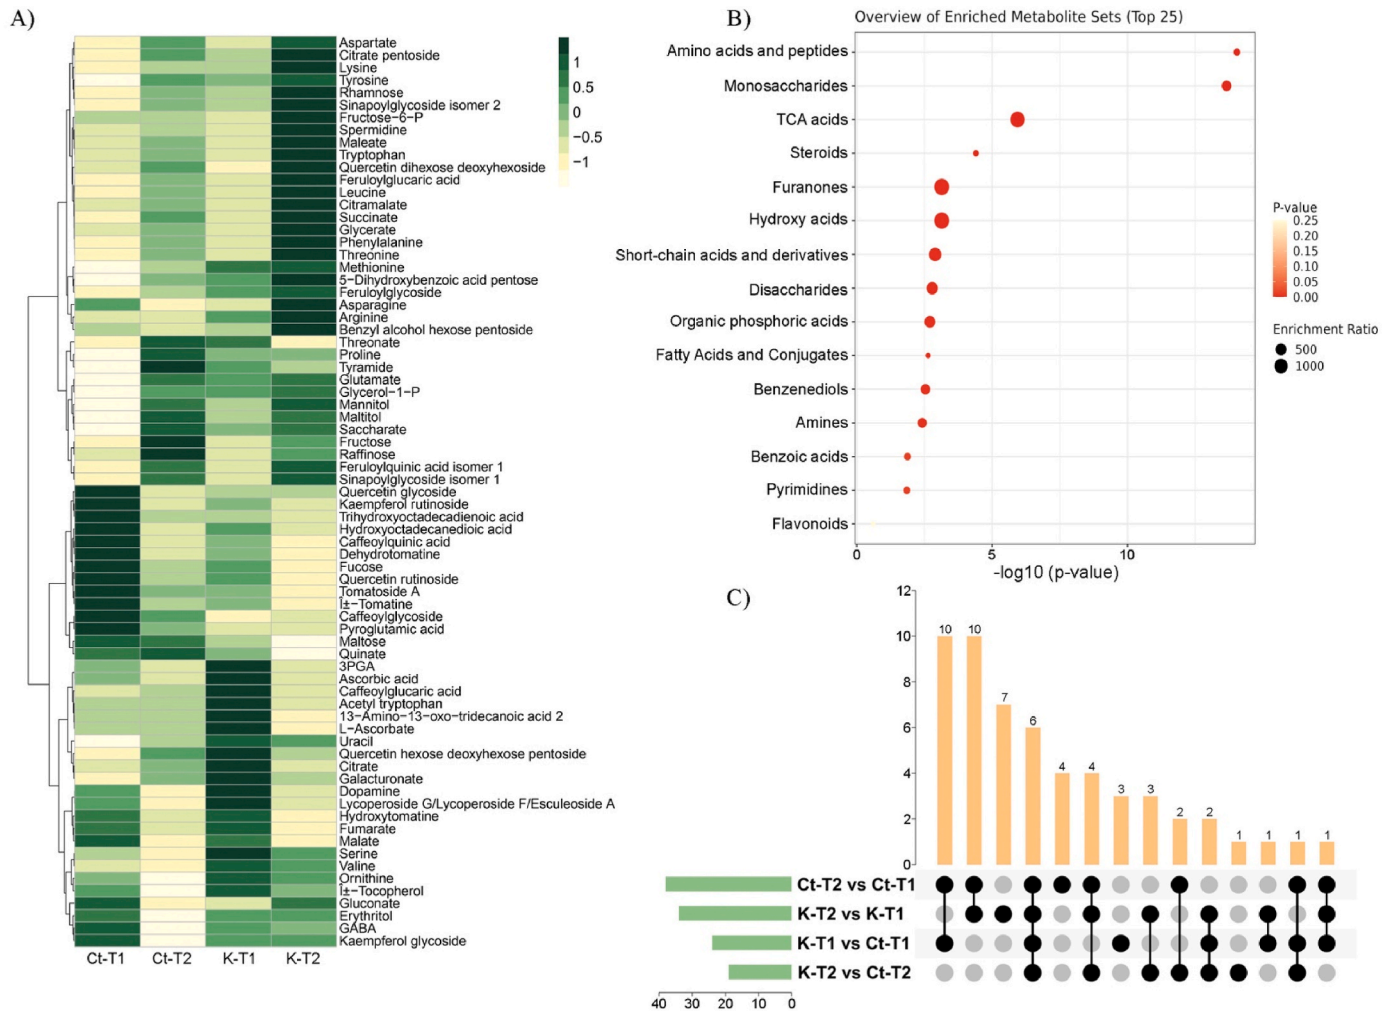 A)
Aspartate
Citrate pentoside
Lysine
Tyrosine
Rhamnose
Sinapoylglycoside isomer 2
Fructose−6−P
Spermidine
Maleate
Tryptophan
Quercetin dihexose deoxyhexoside
Feruloylglucaric acid
Leucine
Citramalate
Succinate
Glycerate
Phenylalanine
Threonine
Methionine
5−Dihydroxybenzoic acid pentose
Feruloylglycoside
Asparagine
Arginine
Benzyl alcohol hexose pentoside
Threonate
Proline
Tyramide
Glutamate
Glycerol−1−P
Mannitol
Maltitol
Saccharate
Fructose
Raffinose
Feruloylquinic acid isomer 1
Sinapoylglycoside isomer 1
Quercetin glycoside
Kaempferol rutinoside
Trihydroxyoctadecadienoic acid
Hydroxyoctadecanedioic acid
Caffeoylquinic acid
Dehydrotomatine
Fucose
Quercetin rutinoside
Tomatoside A
Î±−Tomatine
Caffeoylglycoside
Pyroglutamic acid
Maltose
Quinate
3PGA
Ascorbic acid
Caffeoylglucaric acid
Acetyl tryptophan
13−Amino−13−oxo−tridecanoic acid 2
L−Ascorbate
Uracil
Quercetin hexose deoxyhexose pentoside
Citrate
Galacturonate
Dopamine
Lycoperoside G/Lycoperoside F/Esculeoside A
Hydroxytomatine
Fumarate
Malate
Serine
Valine
Ornithine
Î±−Tocopherol
Gluconate
Erythritol
GABA
Kaempferol glycoside
Ct−T1 Ct−T2 K−T1 K−T2
1
0.5
0
−0.5
−1
B)
Overview of Enriched Metabolite Sets (Top 25)
Amino acids and peptides
Monosaccharides
TCA acids
Steroids
Furanones
Hydroxy acids
Short-chain acids and derivatives
Disaccharides
Organic phosphoric acids
Fatty Acids and Conjugates
Benzenediols
Amines
Benzoic acids
Pyrimidines
Flavonoids
0 5 10
-log10 (p-value)
P-value
0.25
0.20
0.15
0.10
0.05
0.00
Enrichment Ratio
500
1000
C)
12
10
8
6
4
2
0
10 10 7 6 4 4 3 3 2 2 1 1 1 1
Ct-T2 vs Ct-T1
K-T2 vs K-T1
K-T1 vs Ct-T1
K-T2 vs Ct-T2
40 30 20 10 0